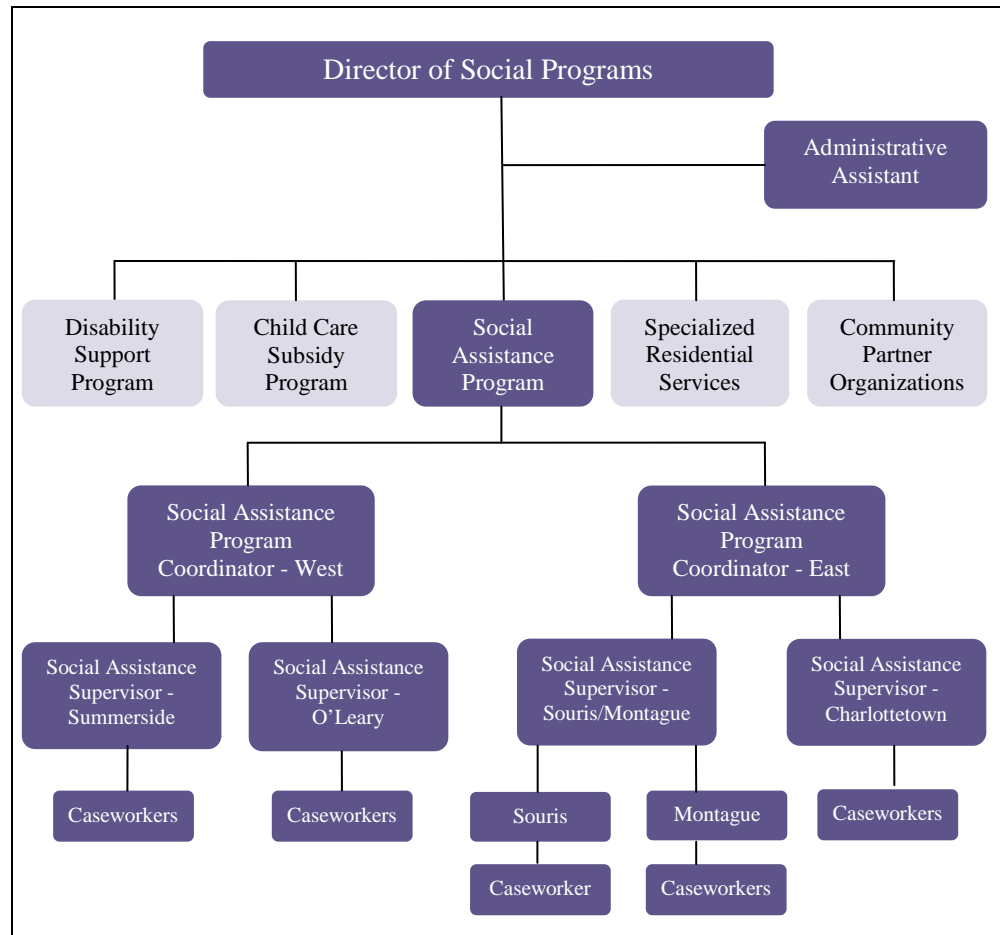 Director of Social Programs
Administrative
Assistant
Disability
Support
Program
Child Care
Subsidy
Program
Social
Assistance
Program
Specialized
Residential
Services
Community
Partner
Organizations
Social Assistance
Program
Coordinator - West
Social Assistance
Program
Coordinator - East
Social Assistance
Supervisor -
Summerside
Social Assistance
Supervisor -
O’Leary
Social Assistance
Supervisor -
Souris/Montague
Social Assistance
Supervisor -
Charlottetown
Caseworkers
Caseworkers
Souris
Montague
Caseworkers
Caseworker
Caseworkers